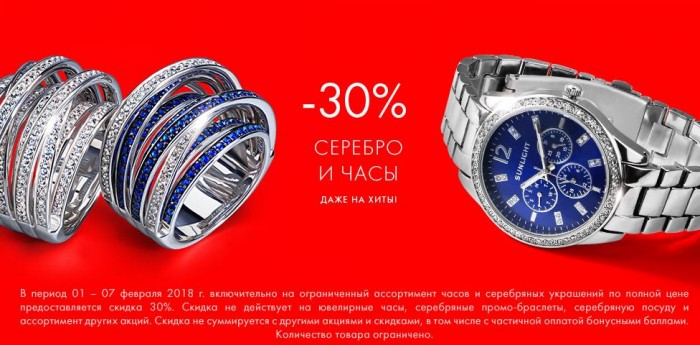 -30%
СЕРЕБРО
И ЧАСЫ
ДАЖЕ НА ХИТЫ!
12
SUNLIGHT
В период 01 – 07 февраля 2018 г. включительно на ограниченный ассортимент часов и серебряных украшений по полной цене
предоставляется скидка 30%. Скидка не действует на ювелирные часы, серебряные промо-браслеты, серебряную посуду и
ассортимент других акций. Скидка не суммируется с другими акциями и скидками, в том числе с частичной оплатой бонусными баллами.
Количество товара ограничено.